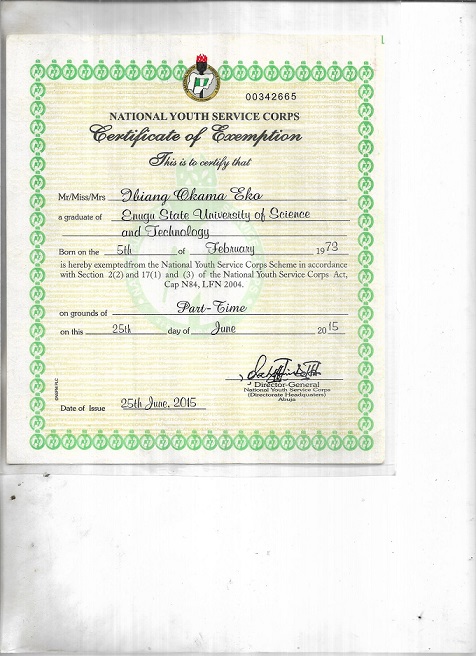 00342665
NATIONAL YOUTH SERVICE CORPS
Certificate of Exemption
This is to certify that
Mr/Miss/Mrs Ibiang Okama Eko
a graduate of Enugu State University of Science
and Technology
Born on the 5th of February 1973
is hereby exemptedfrom the National Youth Service Corps Scheme in accordance
with Section 2(2) and 17(1) and (3) of the National Youth Service Corps Act,
Cap N84, LFN 2004.
on grounds of Part-Time
on this 25th day of June 2015
Director-General
National Youth Service Corps
(Directorate Headquaters)
Abuja
Date of Issue 25th June, 2015